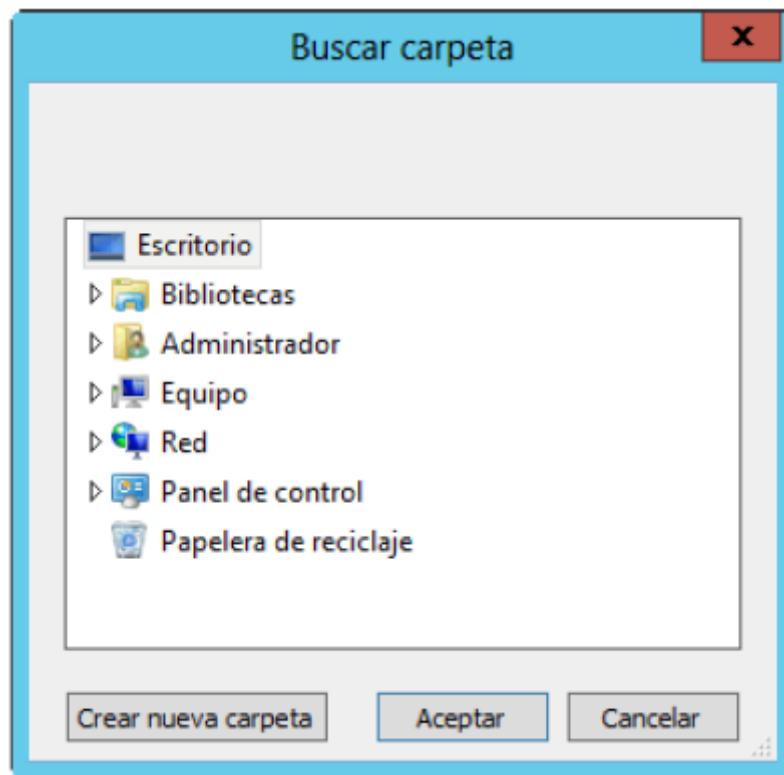 Buscar carpeta
x
Escritorio
Bibliotecas
Administrador
Equipo
Red
Panel de control
Papelera de reciclaje
Crear nueva carpeta
Aceptar
Cancelar